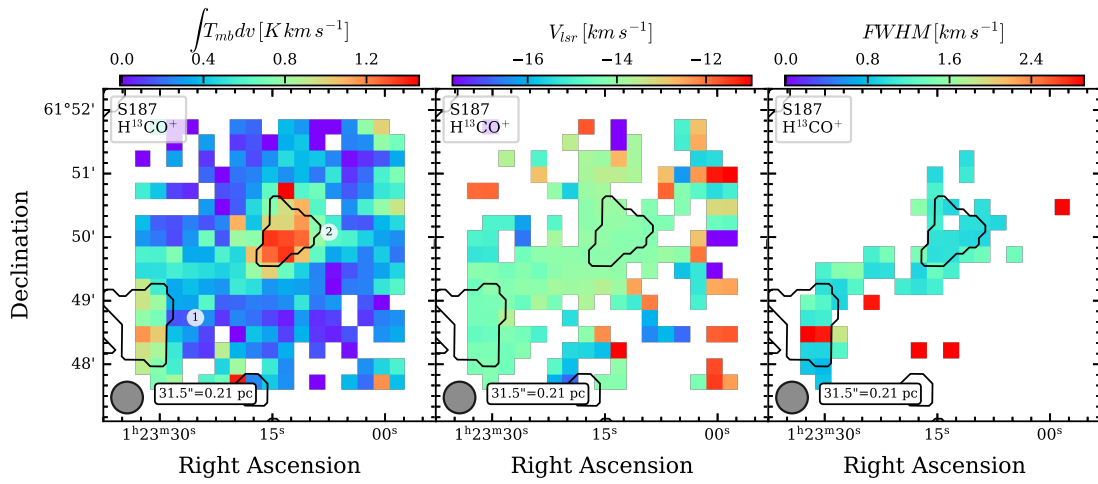 ∫T_mb dv [K km s⁻¹]
0.0 0.4 0.8 1.2
V_lsr [km s⁻¹]
−16 −14 −12
FWHM [km s⁻¹]
0.0 0.8 1.6 2.4
Declination
61°52'
51'
50'
49'
48'
S187
H¹³CO⁺
2
1
31.5"=0.21 pc
1ʰ23ᵐ30ˢ 15ˢ 00ˢ
Right Ascension
S187
H¹³CO⁺
31.5"=0.21 pc
1ʰ23ᵐ30ˢ 15ˢ 00ˢ
Right Ascension
S187
H¹³CO⁺
31.5"=0.21 pc
1ʰ23ᵐ30ˢ 15ˢ 00ˢ
Right Ascension